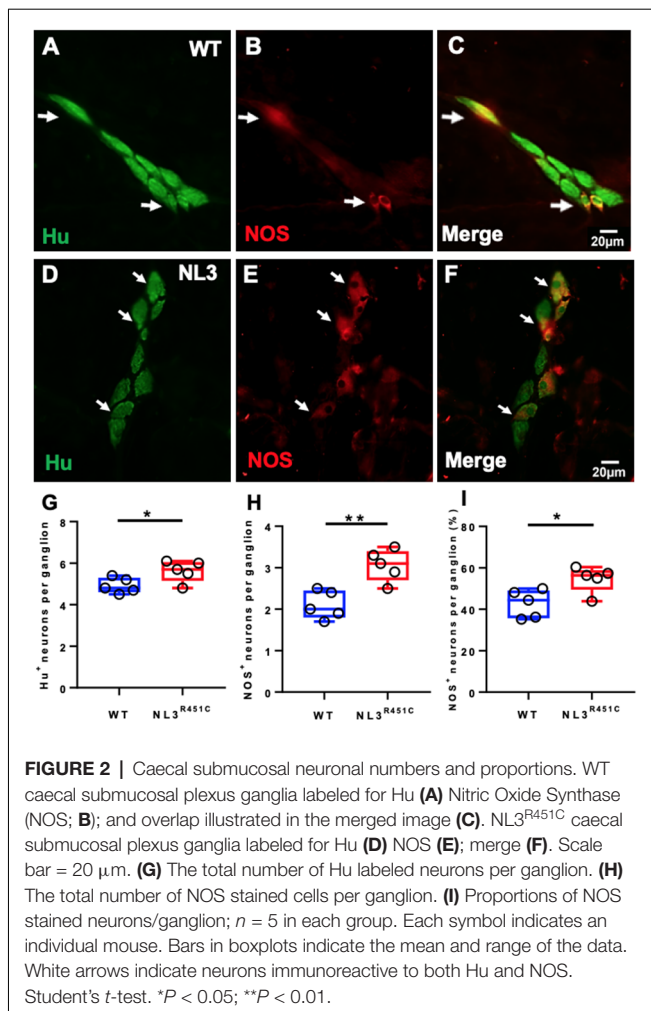 A WT B C
Hu NOS Merge 20µm
D NL3 E F
Hu NOS Merge 20µm
G H I
Hu+ neurons per ganglion
8
6
4
2
0
*
WT NL3R451C
NOS+ neurons per ganglion
4
3
2
1
0
**
WT NL3R451C
NOS+ neurons per ganglion (%)
80
60
40
20
0
*
WT NL3R451C
FIGURE 2 | Caecal submucosal neuronal numbers and proportions. WT
caecal submucosal plexus ganglia labeled for Hu (A) Nitric Oxide Synthase
(NOS; B); and overlap illustrated in the merged image (C). NL3R451C caecal
submucosal plexus ganglia labeled for Hu (D) NOS (E); merge (F). Scale
bar = 20 µm. (G) The total number of Hu labeled neurons per ganglion. (H)
The total number of NOS stained cells per ganglion. (I) Proportions of NOS
stained neurons/ganglion; n = 5 in each group. Each symbol indicates an
individual mouse. Bars in boxplots indicate the mean and range of the data.
White arrows indicate neurons immunoreactive to both Hu and NOS.
Student's t-test. *P < 0.05; **P < 0.01.